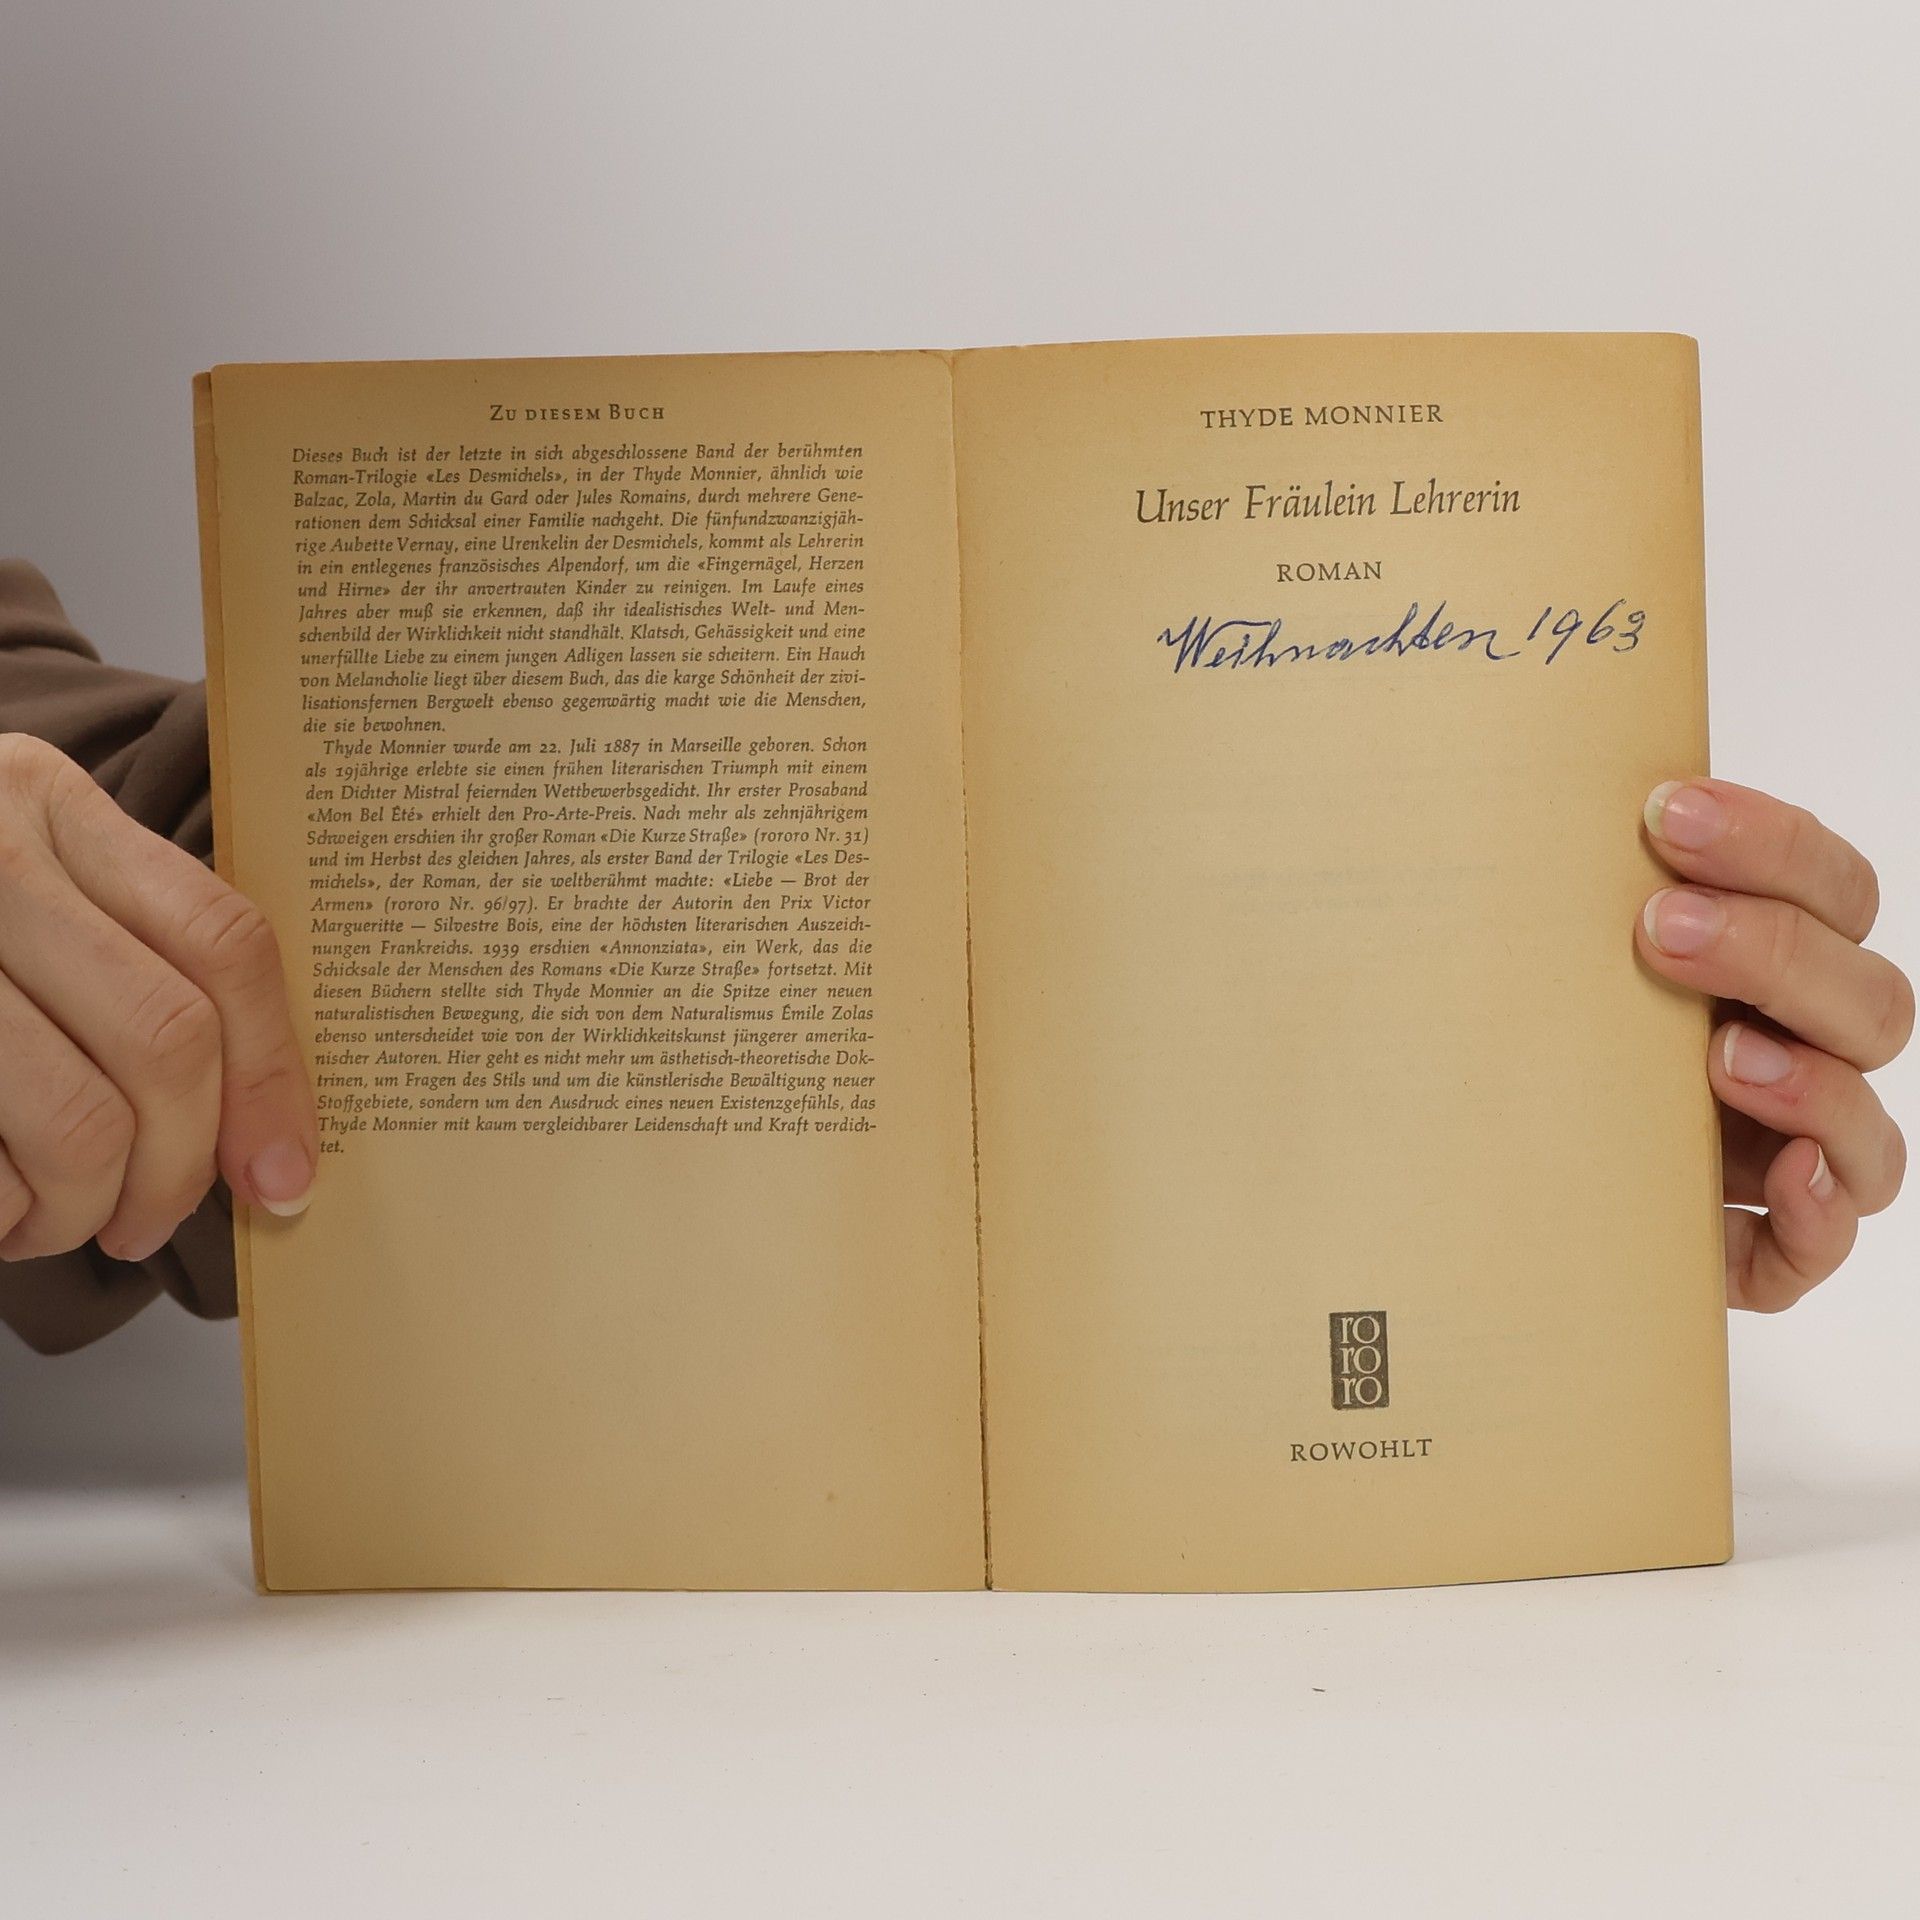 ZU DIESEM BUCH
Dieses Buch ist der letzte in sich abgeschlossene Band der berühmten
Roman-Trilogie «Les Desmichels», in der Thyde Monnier, ähnlich wie
Balzac, Zola, Martin du Gard oder Jules Romains, durch mehrere Gene-
rationen dem Schicksal einer Familie nachgeht. Die fünfundzwanzigjäh-
rige Aubette Vernay, eine Urenkelin der Desmichels, kommt als Lehrerin
in ein entlegenes französisches Alpendorf, um die «Fingernägel, Herzen
und Hirne» der ihr anvertrauten Kinder zu reinigen. Im Laufe eines
Jahres aber muß sie erkennen, daß ihr idealistisches Welt- und Men-
schenbild der Wirklichkeit nicht standhält. Klatsch, Gehässigkeit und eine
unerfüllte Liebe zu einem jungen Adligen lassen sie scheitern. Ein Hauch
von Melancholie liegt über diesem Buch, das die karge Schönheit der zivi-
lisationsfernen Bergwelt ebenso gegenwärtig macht wie die Menschen,
die sie bewohnen.
Thyde Monnier wurde am 22. Juli 1887 in Marseille geboren. Schon
als 19jährige erlebte sie einen frühen literarischen Triumph mit einem
den Dichter Mistral feiernden Wettbewerbsgedicht. Ihr erster Prosaband
«Mon Bel Été» erhielt den Pro-Arte-Preis. Nach mehr als zehnjährigem
Schweigen erschien ihr großer Roman «Die Kurze Straße» (rororo Nr. 31)
und im Herbst des gleichen Jahres, als erster Band der Trilogie «Les Des-
michels», der Roman, der sie weltberühmt machte: «Liebe — Brot der
Armen» (rororo Nr. 96/97). Er brachte der Autorin den Prix Victor
Margueritte — Silvestre Bois, eine der höchsten literarischen Auszeich-
nungen Frankreichs. 1939 erschien «Annonziata», ein Werk, das die
Schicksale der Menschen des Romans «Die Kurze Straße» fortsetzt. Mit
diesen Büchern stellte sich Thyde Monnier an die Spitze einer neuen
naturalistischen Bewegung, die sich von dem Naturalismus Émile Zolas
ebenso unterscheidet wie von der Wirklichkeitskunst jüngerer amerika-
nischer Autoren. Hier geht es nicht mehr um ästhetisch-theoretische Dok-
trinen, um Fragen des Stils und um die künstlerische Bewältigung neuer
Stoffgebiete, sondern um den Ausdruck eines neuen Existenzgefühls, das
Thyde Monnier mit kaum vergleichbarer Leidenschaft und Kraft verdich-
tet.
THYDE MONNIER
Unser Fräulein Lehrerin
ROMAN
Weihnachten 1963
ro
ro
ro
ROWOHLT